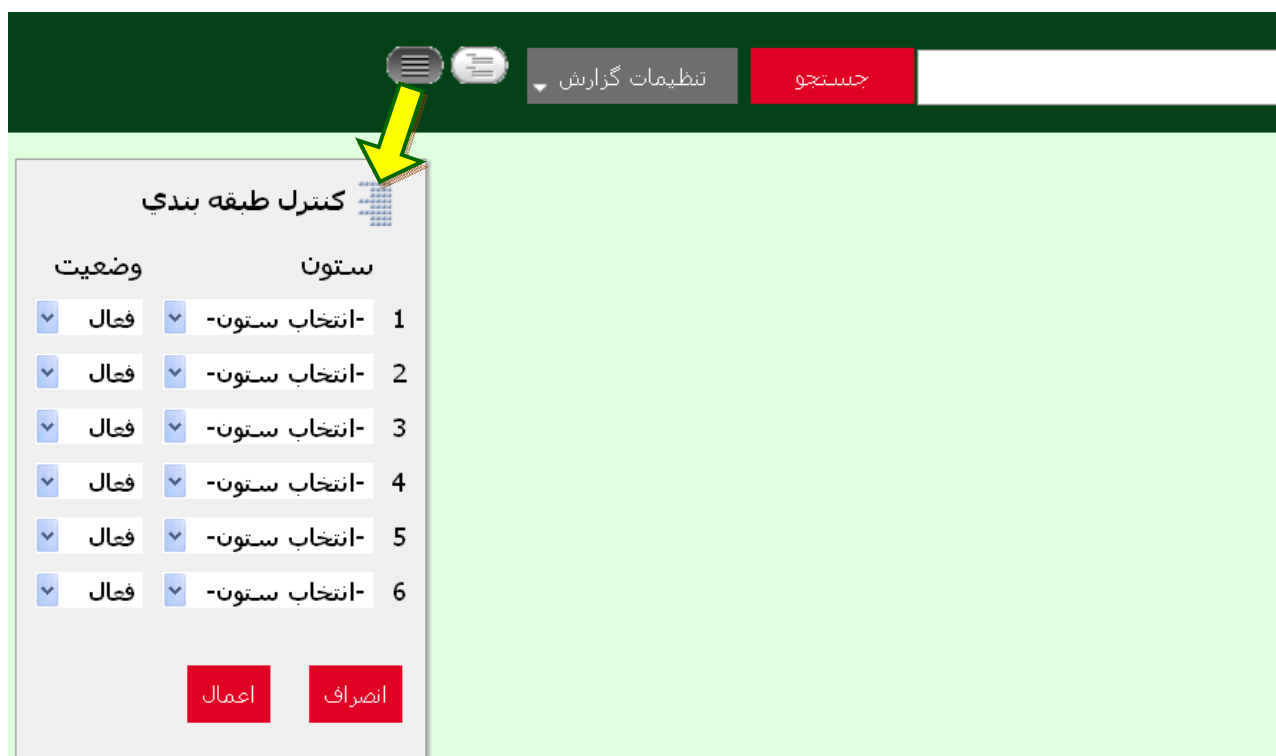 جستجو تنظیمات گزارش
کنترل طبقه بندي
ستون وضعیت
1 -انتخاب ستون- فعال
2 -انتخاب ستون- فعال
3 -انتخاب ستون- فعال
4 -انتخاب ستون- فعال
5 -انتخاب ستون- فعال
6 -انتخاب ستون- فعال
انصراف اعمال